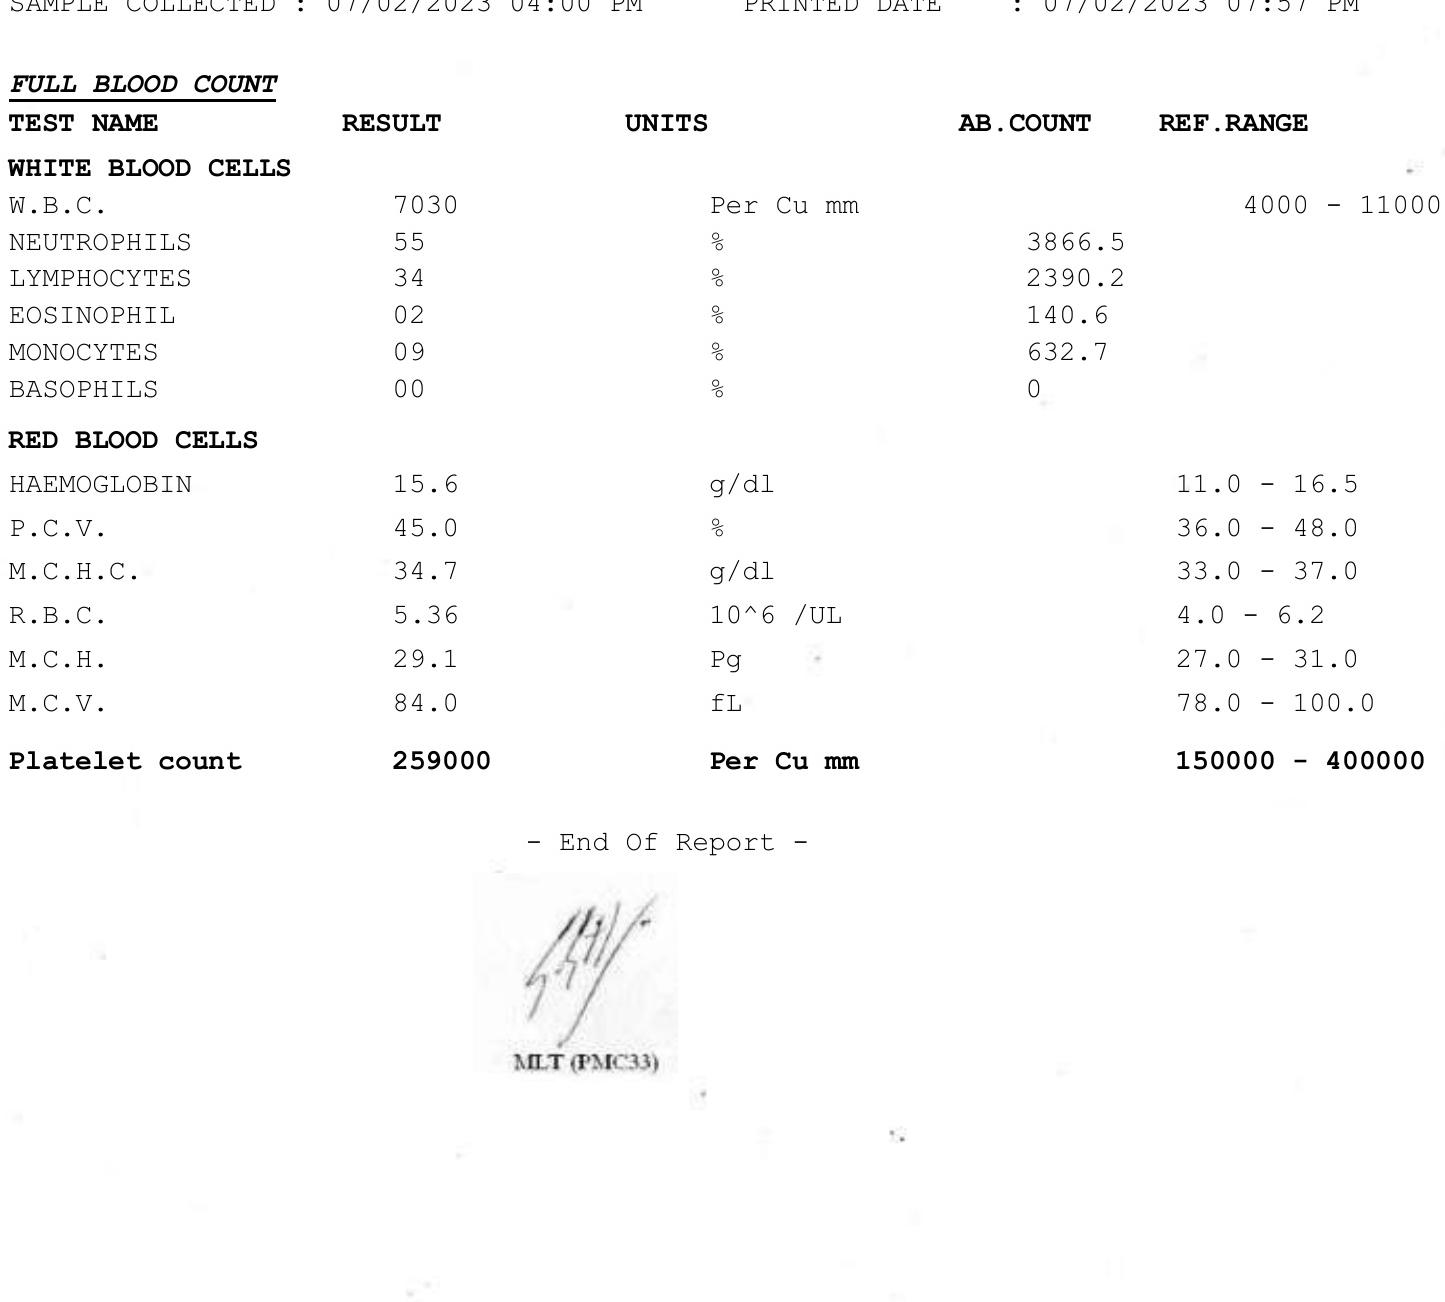 SAMPLE COLLECTED : 07/02/2023 04:00 PM PRINTED DATE : 07/02/2023 07:57 PM
FULL BLOOD COUNT
TEST NAME RESULT UNITS AB.COUNT REF.RANGE
WHITE BLOOD CELLS
W.B.C. 7030 Per Cu mm 4000 - 11000
NEUTROPHILS 55 % 3866.5
LYMPHOCYTES 34 % 2390.2
EOSINOPHIL 02 % 140.6
MONOCYTES 09 % 632.7
BASOPHILS 00 % 0
RED BLOOD CELLS
HAEMOGLOBIN 15.6 g/dl 11.0 - 16.5
P.C.V. 45.0 % 36.0 - 48.0
M.C.H.C. 34.7 g/dl 33.0 - 37.0
R.B.C. 5.36 10^6 /UL 4.0 - 6.2
M.C.H. 29.1 Pg 27.0 - 31.0
M.C.V. 84.0 fL 78.0 - 100.0
Platelet count 259000 Per Cu mm 150000 - 400000
- End Of Report -
MLT (PMC33)